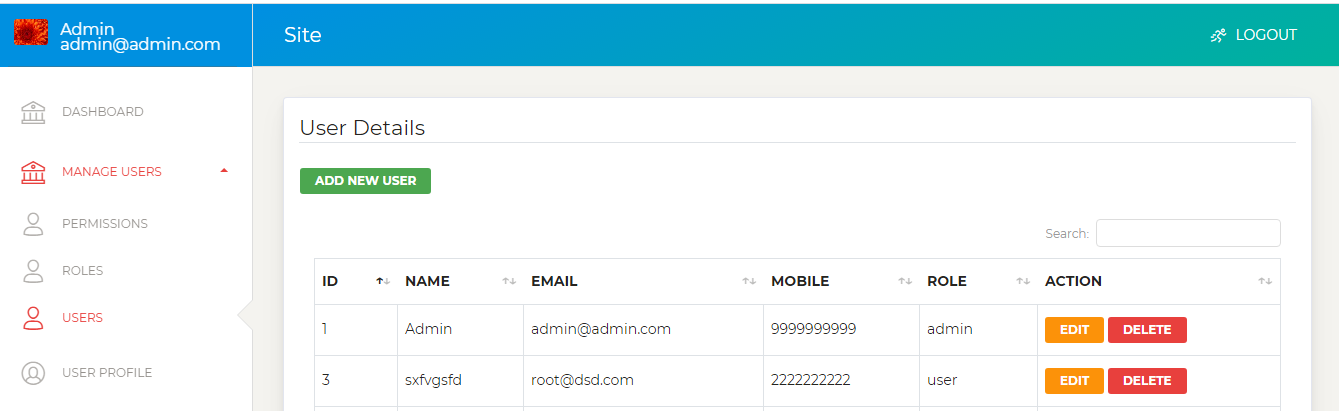 Admin
admin@admin.com
Site
LOGOUT
DASHBOARD
MANAGE USERS
PERMISSIONS
ROLES
USERS
USER PROFILE
User Details
ADD NEW USER
Search:
ID NAME EMAIL MOBILE ROLE ACTION
1 Admin admin@admin.com 9999999999 admin EDIT DELETE
3 sxfvgsfd root@dsd.com 2222222222 user EDIT DELETE